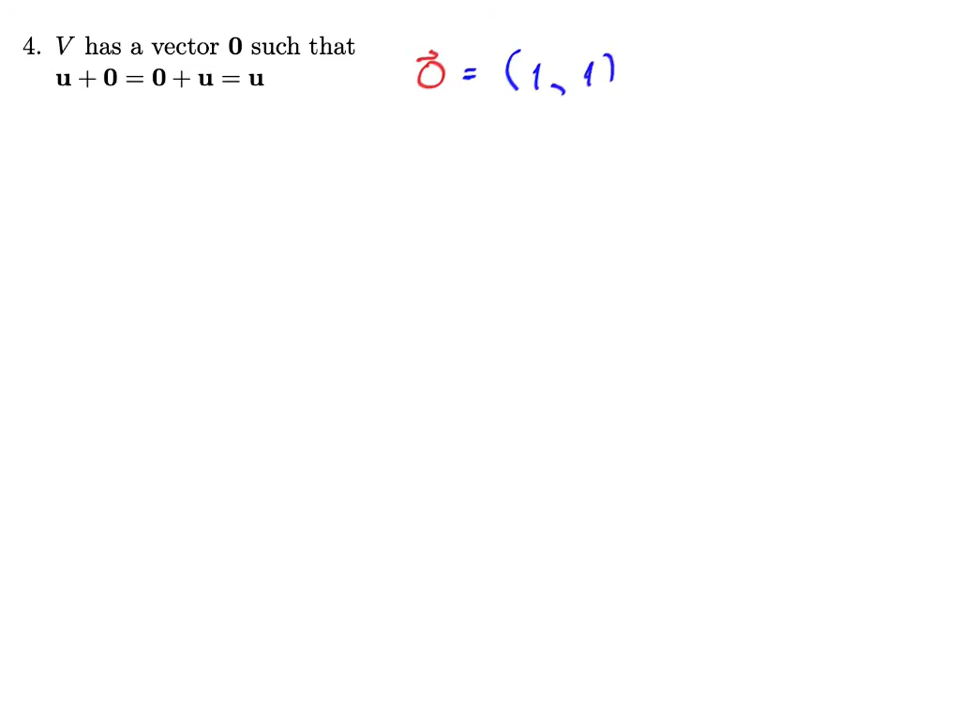 4. V has a vector 0 such that
u + 0 = 0 + u = u
0⃗ = (1, 1)